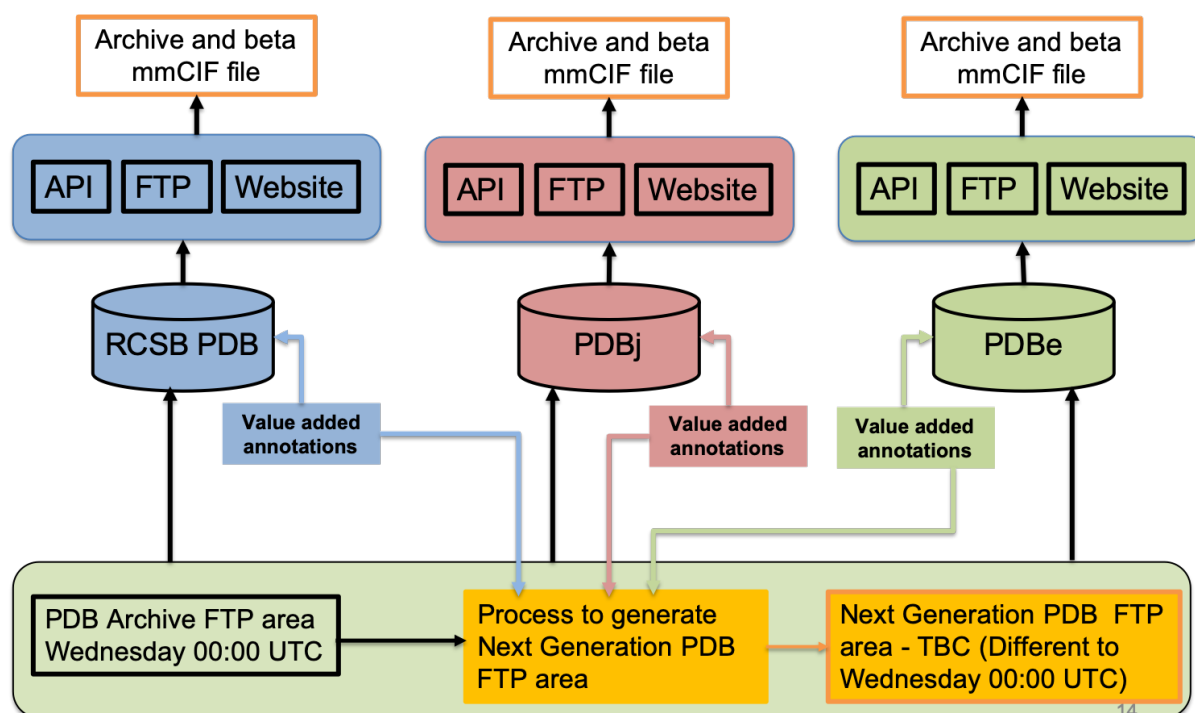 Archive and beta
mmCIF file
Archive and beta
mmCIF file
Archive and beta
mmCIF file
API
FTP
Website
API
FTP
Website
API
FTP
Website
RCSB PDB
PDBj
PDBe
Value added
annotations
Value added
annotations
Value added
annotations
PDB Archive FTP area
Wednesday 00:00 UTC
Process to generate
Next Generation PDB
FTP area
Next Generation PDB FTP
area - TBC (Different to
Wednesday 00:00 UTC)
14